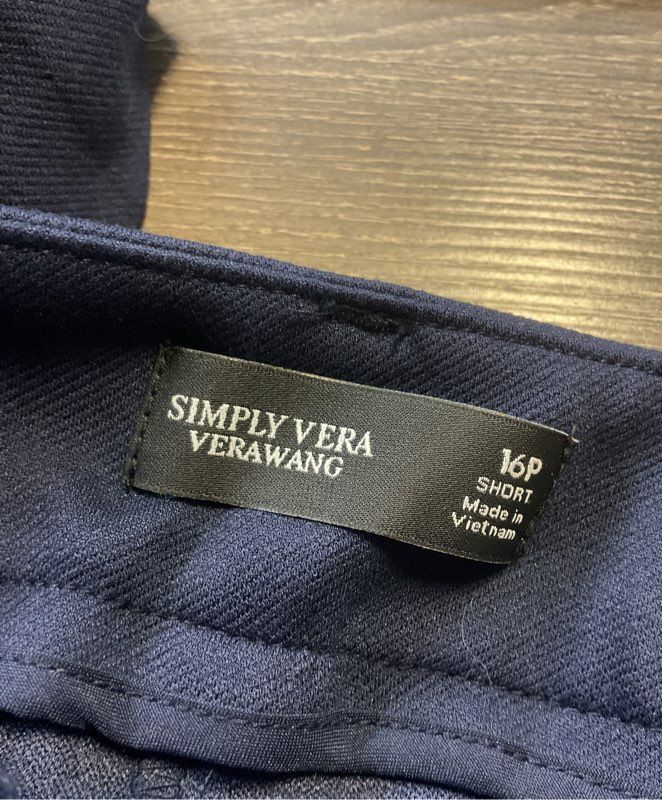 SIMPLY VERA
VERAWANG
16P
SHORT
Made in
Vietnam